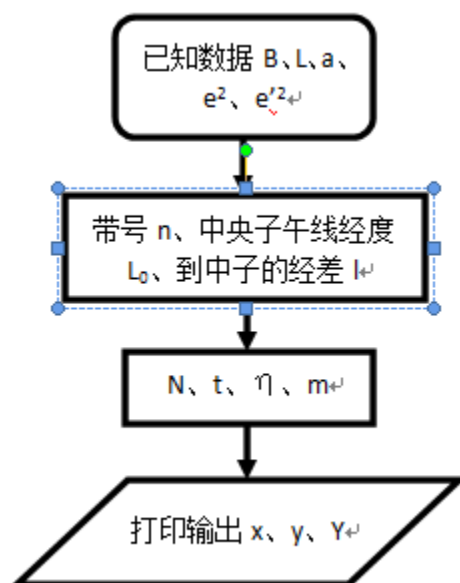 已知数据 B、L、a、
e²、e′²↵
带号 n、中央子午线经度
L₀、到中子的经差 l↵
N、t、η、m↵
打印输出 x、y、Y↵